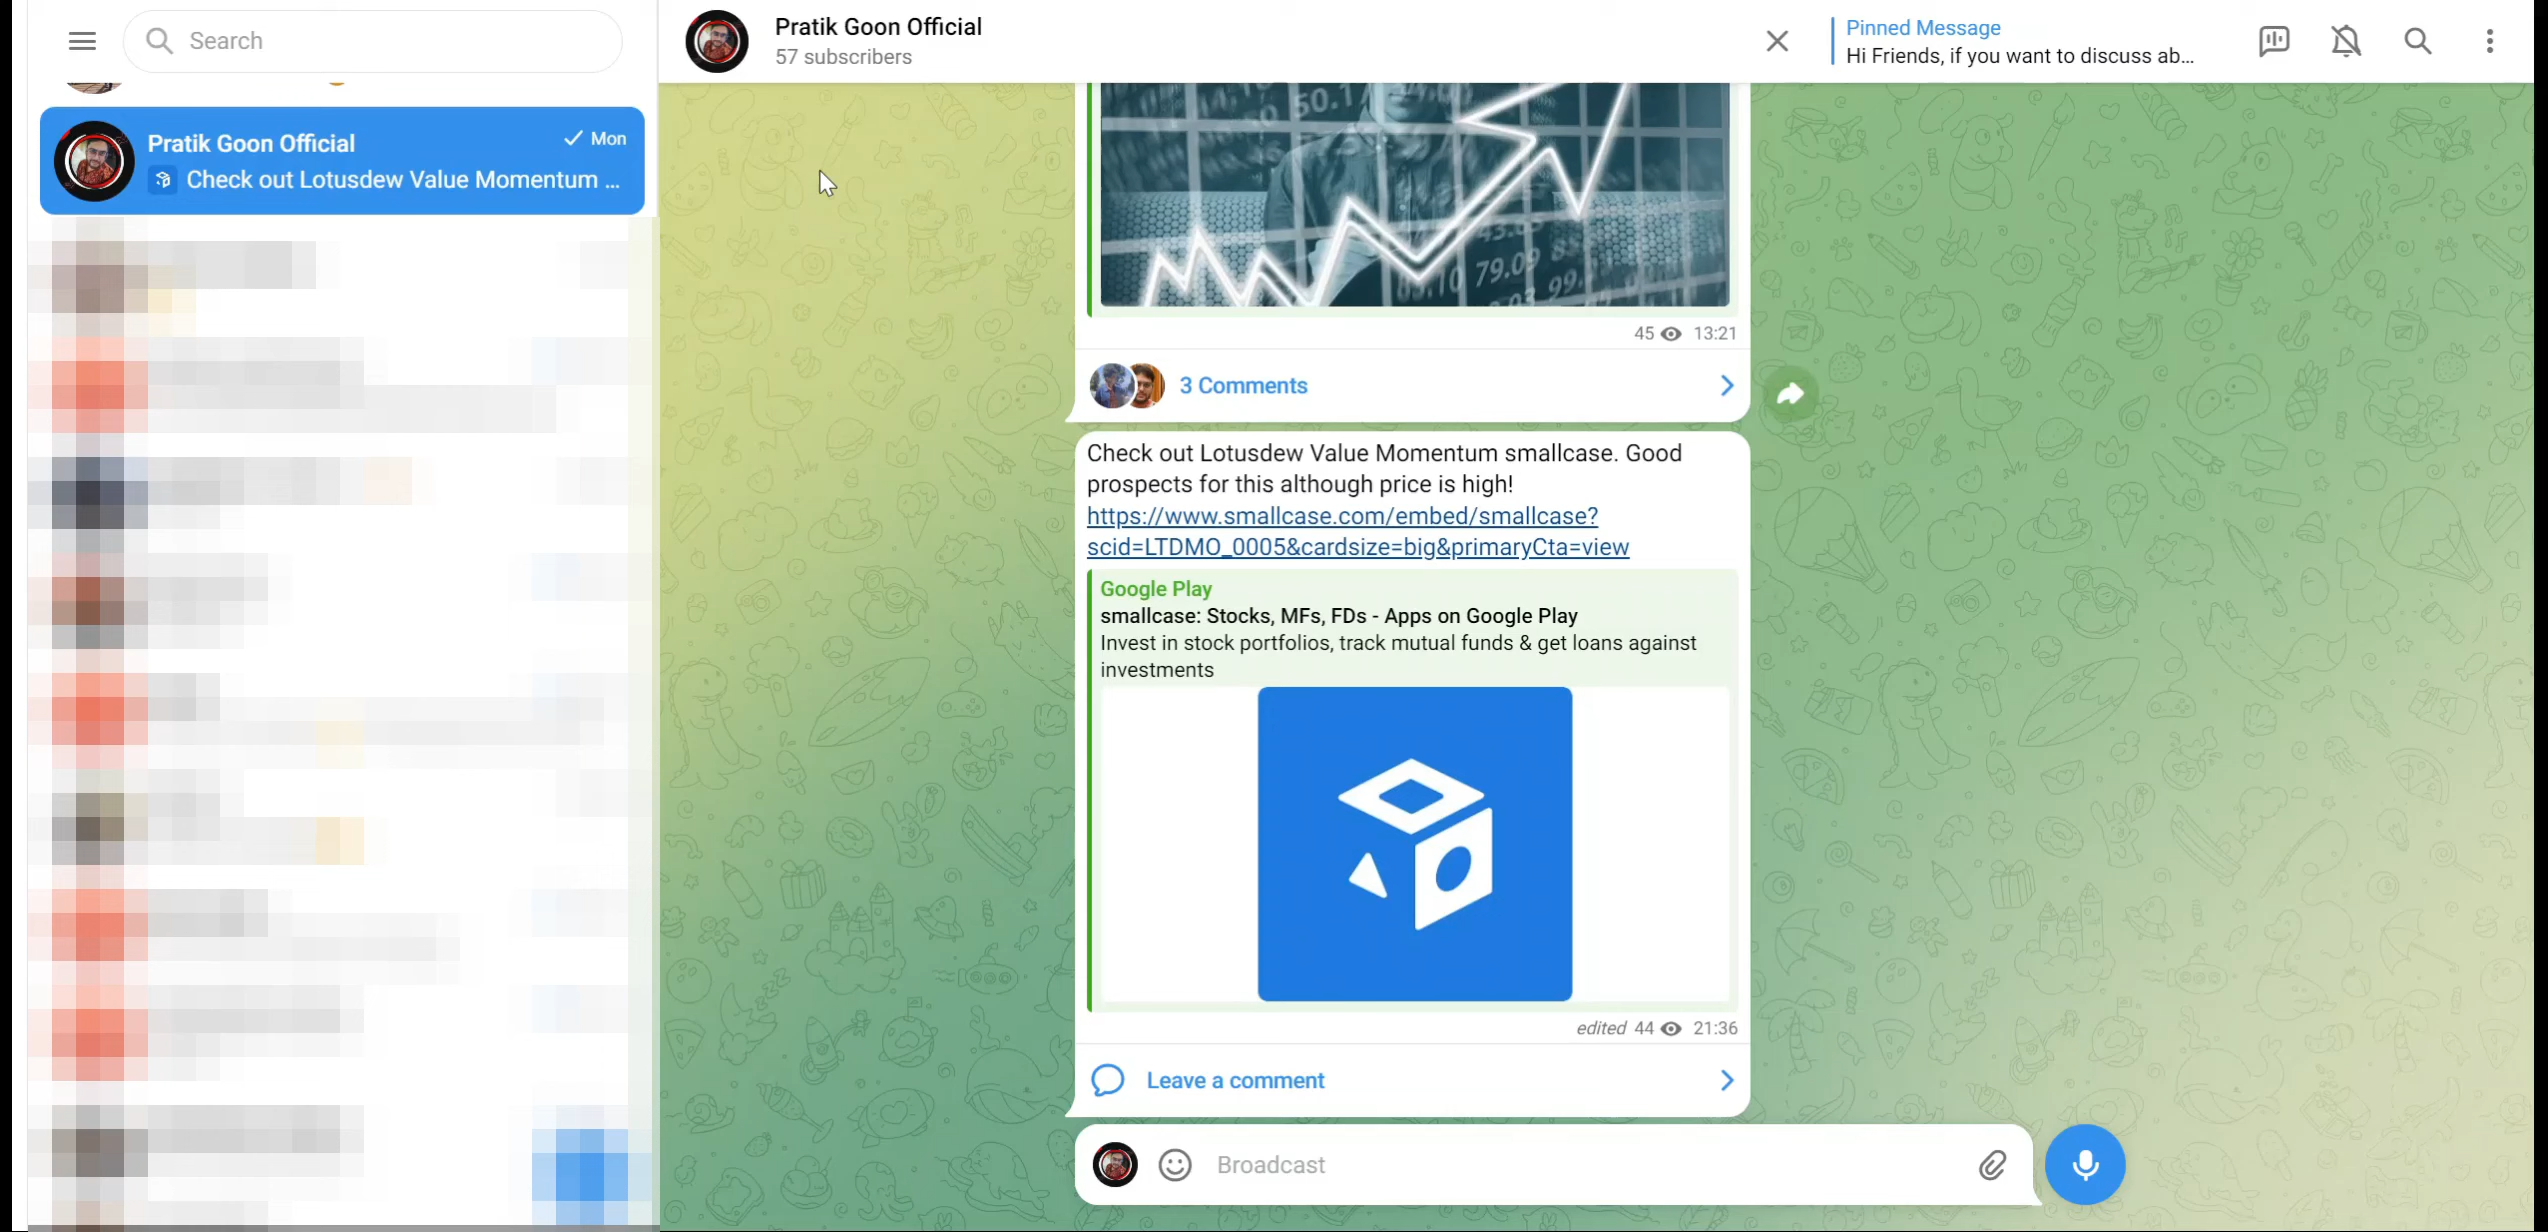 Search
Pratik Goon Official
Mon
Check out Lotusdew Value Momentum ...
Pratik Goon Official
57 subscribers
Pinned Message
Hi Friends, if you want to discuss ab...
50.1
79.09
45 13:21
3 Comments
Check out Lotusdew Value Momentum smallcase. Good
prospects for this although price is high!
https://www.smallcase.com/embed/smallcase?
scid=LTDMO_0005&cardsize=big&primaryCta=view
Google Play
smallcase: Stocks, MFs, FDs - Apps on Google Play
Invest in stock portfolios, track mutual funds & get loans against
investments
edited 44 21:36
Leave a comment
Broadcast